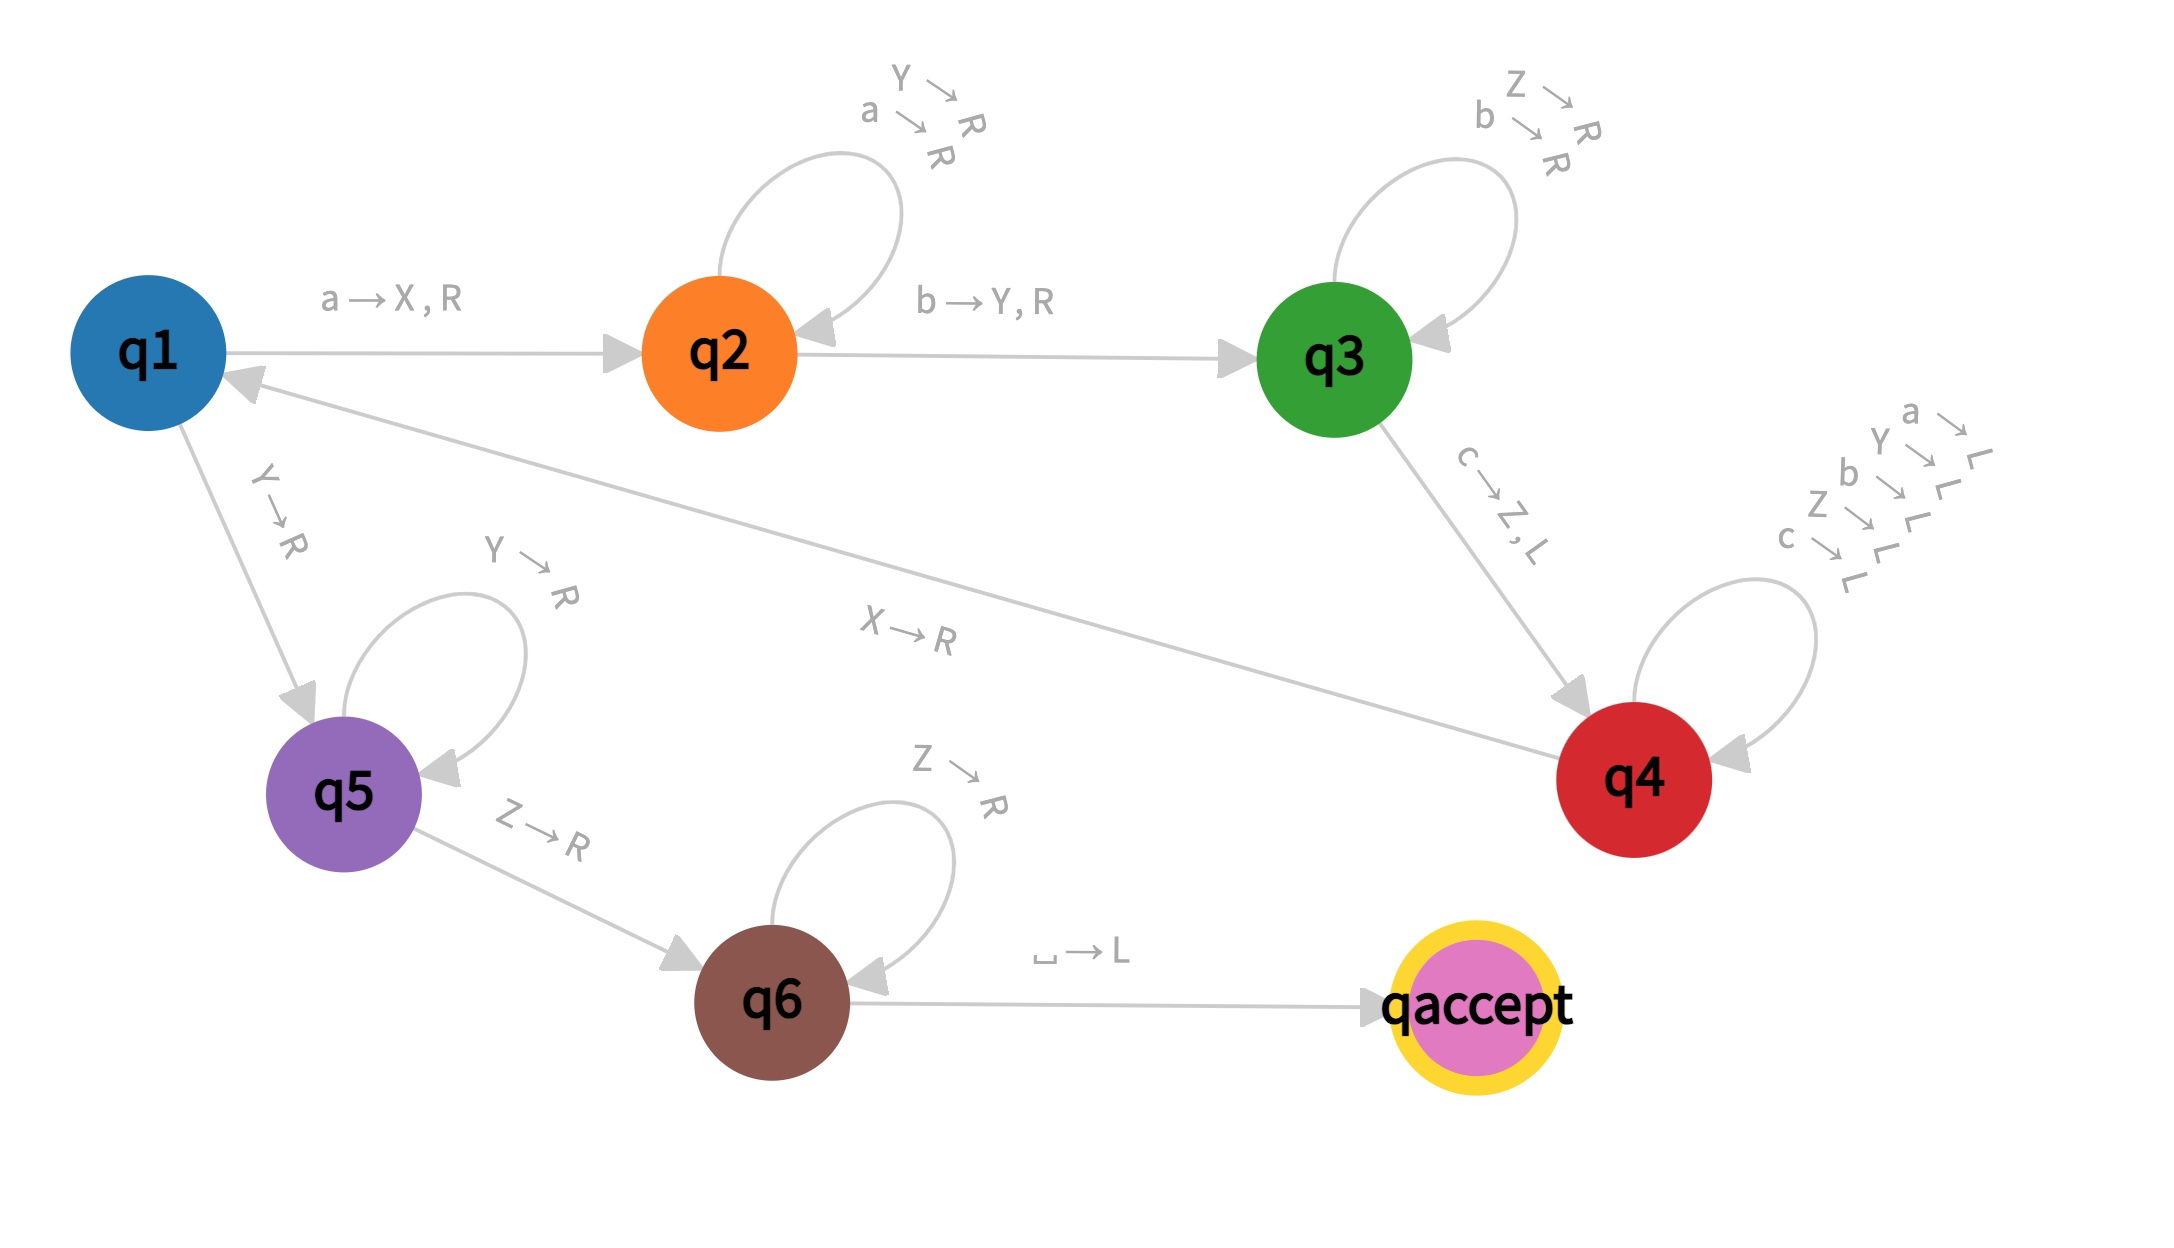 Y → R
a → R
Z → R
b → R
a → X, R
b → Y, R
q1
q2
q3
a → L
Y → L
b → L
Z → L
c → L
c → Z, L
Y → R
Y → R
X → R
q4
q5
Z → R
Z → R
␣ → L
q6
qaccept